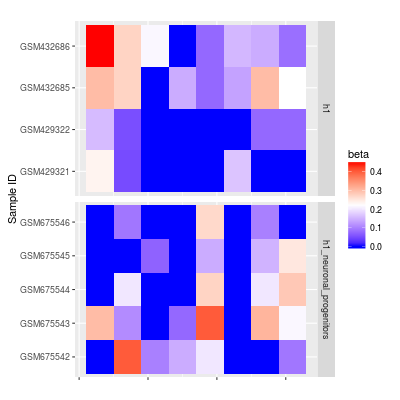 GSM432686
GSM432685
GSM429322
GSM429321
h1
GSM675546
GSM675545
GSM675544
GSM675543
GSM675542
h1_neuronal_progenitors
Sample ID
beta
0.4
0.3
0.2
0.1
0.0